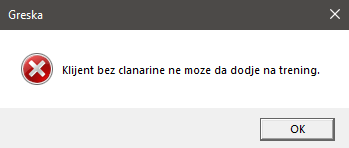 Greska
Klijent bez clanarine ne moze da dodje na trening.
OK